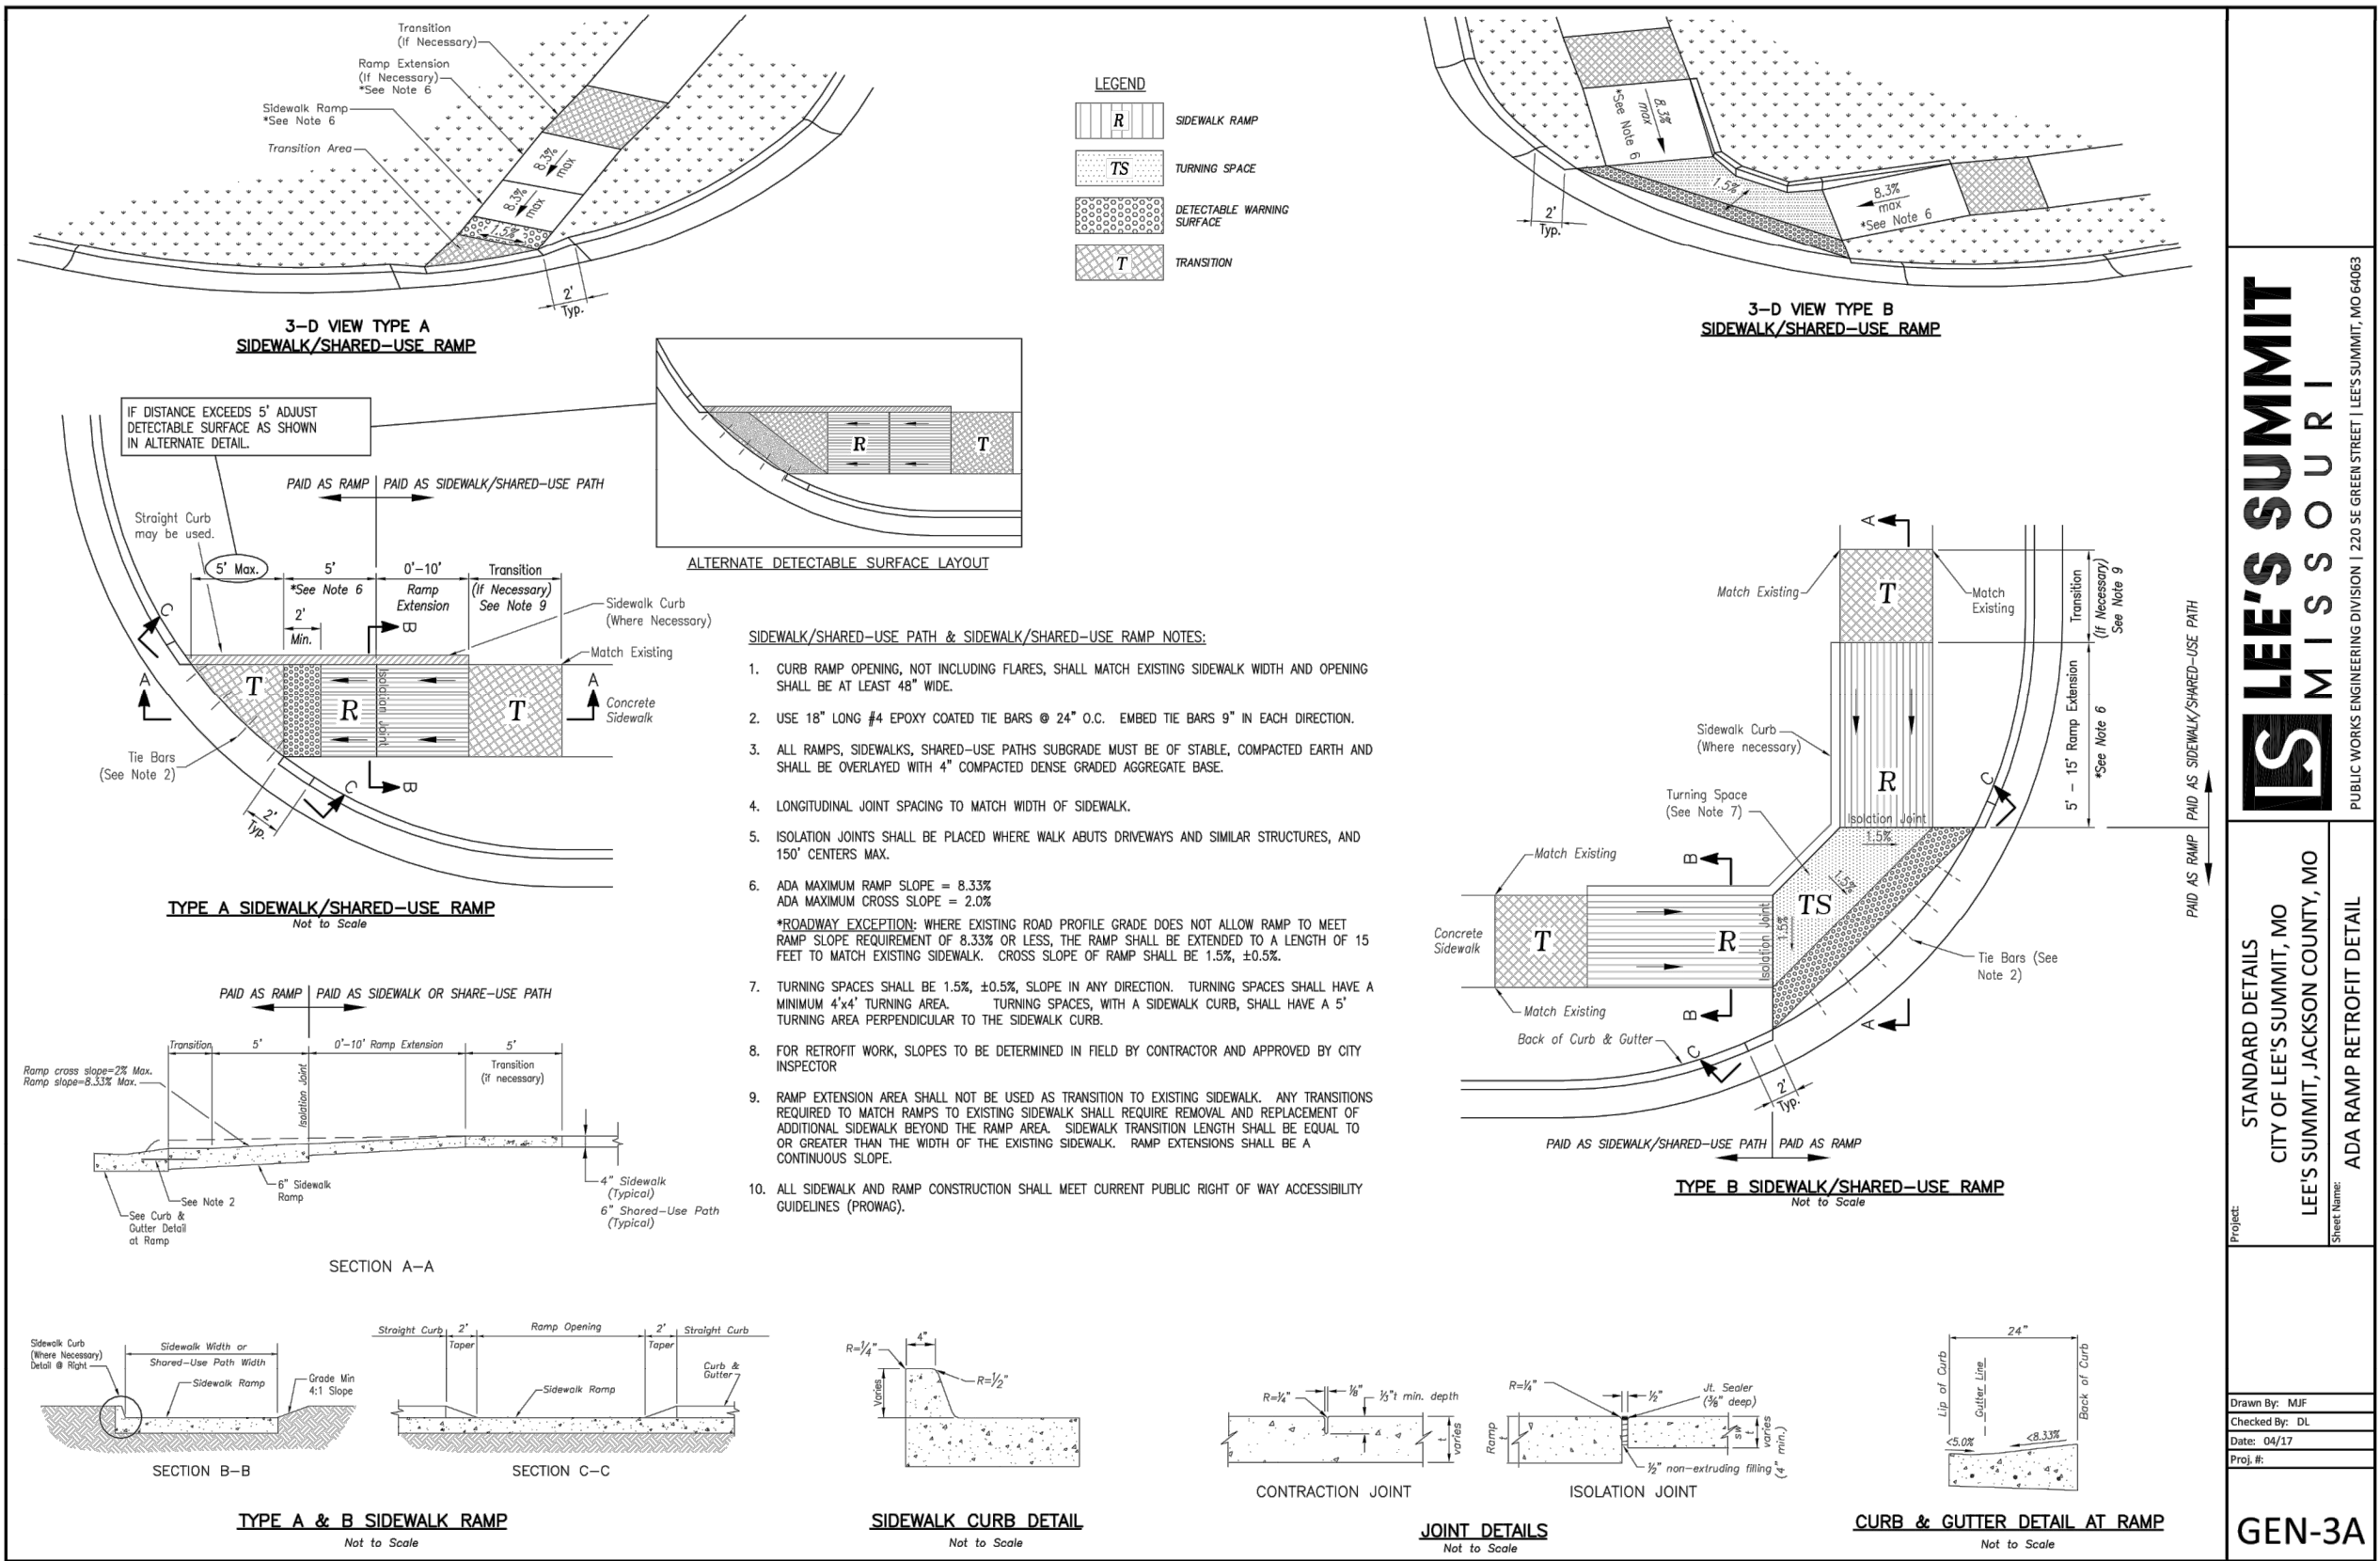 Transition
(If Necessary)
Ramp Extension
(If Necessary)
*See Note 6
Sidewalk Ramp
*See Note 6
Transition Area
8.3%
max
8.3%
max
1.5%
2'
Typ.
3-D VIEW TYPE A
SIDEWALK/SHARED-USE RAMP
LEGEND
R
SIDEWALK RAMP
TS
TURNING SPACE
DETECTABLE WARNING
SURFACE
T
TRANSITION
8.3%
max
*See Note 6
1.5%
8.3%
max
*See Note 6
2'
Typ.
3-D VIEW TYPE B
SIDEWALK/SHARED-USE RAMP
IF DISTANCE EXCEEDS 5' ADJUST
DETECTABLE SURFACE AS SHOWN
IN ALTERNATE DETAIL.
R
T
ALTERNATE DETECTABLE SURFACE LAYOUT
PAID AS RAMP
PAID AS SIDEWALK/SHARED-USE PATH
Straight Curb
may be used.
5' Max.
5'
*See Note 6
2'
Min.
0'-10'
Ramp
Extension
Transition
(If Necessary)
See Note 9
Sidewalk Curb
(Where Necessary)
Match Existing
Concrete
Sidewalk
C
B
A
A
T
R
Isolation Joint
T
Tie Bars
(See Note 2)
C
B
2'
Typ.
TYPE A SIDEWALK/SHARED-USE RAMP
Not to Scale
SIDEWALK/SHARED-USE PATH & SIDEWALK/SHARED-USE RAMP NOTES:
1. CURB RAMP OPENING, NOT INCLUDING FLARES, SHALL MATCH EXISTING SIDEWALK WIDTH AND OPENING
SHALL BE AT LEAST 48" WIDE.
2. USE 18" LONG #4 EPOXY COATED TIE BARS @ 24" O.C. EMBED TIE BARS 9" IN EACH DIRECTION.
3. ALL RAMPS, SIDEWALKS, SHARED-USE PATHS SUBGRADE MUST BE OF STABLE, COMPACTED EARTH AND
SHALL BE OVERLAYED WITH 4" COMPACTED DENSE GRADED AGGREGATE BASE.
4. LONGITUDINAL JOINT SPACING TO MATCH WIDTH OF SIDEWALK.
5. ISOLATION JOINTS SHALL BE PLACED WHERE WALK ABUTS DRIVEWAYS AND SIMILAR STRUCTURES, AND
150' CENTERS MAX.
6. ADA MAXIMUM RAMP SLOPE = 8.33%
ADA MAXIMUM CROSS SLOPE = 2.0%
*ROADWAY EXCEPTION: WHERE EXISTING ROAD PROFILE GRADE DOES NOT ALLOW RAMP TO MEET
RAMP SLOPE REQUIREMENT OF 8.33% OR LESS, THE RAMP SHALL BE EXTENDED TO A LENGTH OF 15
FEET TO MATCH EXISTING SIDEWALK. CROSS SLOPE OF RAMP SHALL BE 1.5%, ±0.5%.
7. TURNING SPACES SHALL BE 1.5%, ±0.5%, SLOPE IN ANY DIRECTION. TURNING SPACES SHALL HAVE A
MINIMUM 4'x4' TURNING AREA. TURNING SPACES, WITH A SIDEWALK CURB, SHALL HAVE A 5'
TURNING AREA PERPENDICULAR TO THE SIDEWALK CURB.
8. FOR RETROFIT WORK, SLOPES TO BE DETERMINED IN FIELD BY CONTRACTOR AND APPROVED BY CITY
INSPECTOR
9. RAMP EXTENSION AREA SHALL NOT BE USED AS TRANSITION TO EXISTING SIDEWALK. ANY TRANSITIONS
REQUIRED TO MATCH RAMPS TO EXISTING SIDEWALK SHALL REQUIRE REMOVAL AND REPLACEMENT OF
ADDITIONAL SIDEWALK BEYOND THE RAMP AREA. SIDEWALK TRANSITION LENGTH SHALL BE EQUAL TO
OR GREATER THAN THE WIDTH OF THE EXISTING SIDEWALK. RAMP EXTENSIONS SHALL BE A
CONTINUOUS SLOPE.
10. ALL SIDEWALK AND RAMP CONSTRUCTION SHALL MEET CURRENT PUBLIC RIGHT OF WAY ACCESSIBILITY
GUIDELINES (PROWAG).
A
Match Existing
T
Match
Existing
Transition
(If Necessary)
See Note 9
Sidewalk Curb
(Where necessary)
R
5' - 15' Ramp Extension
*See Note 6
PAID AS RAMP
PAID AS SIDEWALK/SHARED-USE PATH
Turning Space
(See Note 7)
Isolation Joint
1.5%
C
Match Existing
B
1.5%
TS
1.5%
Concrete
Sidewalk
T
R
Isolation Joint
Tie Bars (See
Note 2)
Match Existing
B
A
Back of Curb & Gutter
C
2'
Typ.
PAID AS SIDEWALK/SHARED-USE PATH
PAID AS RAMP
TYPE B SIDEWALK/SHARED-USE RAMP
Not to Scale
PAID AS RAMP
PAID AS SIDEWALK OR SHARE-USE PATH
Transition
5'
0'-10' Ramp Extension
5'
Transition
(if necessary)
Ramp cross slope=2% Max.
Ramp slope=8.33% Max.
Isolation Joint
See Note 2
6" Sidewalk
Ramp
See Curb &
Gutter Detail
at Ramp
4" Sidewalk
(Typical)
6" Shared-Use Path
(Typical)
SECTION A-A
Sidewalk Curb
(Where Necessary)
Detail @ Right
Sidewalk Width or
Shared-Use Path Width
Sidewalk Ramp
Grade Min
4:1 Slope
SECTION B-B
Straight Curb
2'
Taper
Ramp Opening
2'
Taper
Straight Curb
Curb &
Gutter
Sidewalk Ramp
SECTION C-C
TYPE A & B SIDEWALK RAMP
Not to Scale
4"
R=¼"
R=½"
Varies
SIDEWALK CURB DETAIL
Not to Scale
R=¼"
⅛"
⅓"t min. depth
t
varies
CONTRACTION JOINT
R=¼"
½"
Jt. Sealer
(⅜" deep)
Ramp
t
sw
t
varies
(4" min.)
½" non-extruding filling
ISOLATION JOINT
JOINT DETAILS
Not to Scale
24"
Lip of Curb
Gutter Line
Back of Curb
<5.0%
<8.33%
CURB & GUTTER DETAIL AT RAMP
Not to Scale
LS LEE'S SUMMIT
MISSOURI
PUBLIC WORKS ENGINEERING DIVISION | 220 SE GREEN STREET | LEE'S SUMMIT, MO 64063
Project:
STANDARD DETAILS
CITY OF LEE'S SUMMIT, MO
LEE'S SUMMIT, JACKSON COUNTY, MO
Sheet Name:
ADA RAMP RETROFIT DETAIL
Drawn By: MJF
Checked By: DL
Date: 04/17
Proj. #:
GEN-3A